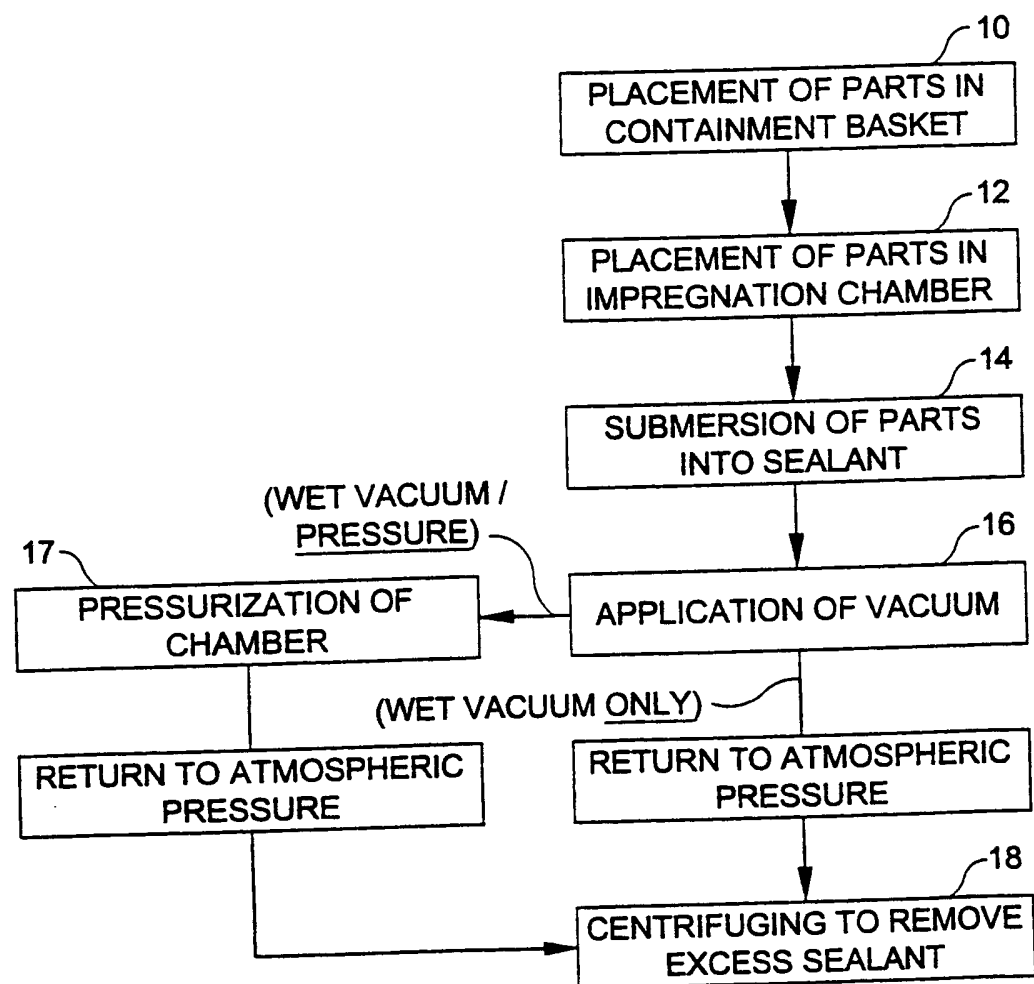 10
PLACEMENT OF PARTS IN
CONTAINMENT BASKET
12
PLACEMENT OF PARTS IN
IMPREGNATION CHAMBER
14
SUBMERSION OF PARTS
INTO SEALANT
(WET VACUUM /
PRESSURE)
16
APPLICATION OF VACUUM
17
PRESSURIZATION OF
CHAMBER
(WET VACUUM ONLY)
RETURN TO ATMOSPHERIC
PRESSURE
RETURN TO ATMOSPHERIC
PRESSURE
18
CENTRIFUGING TO REMOVE
EXCESS SEALANT